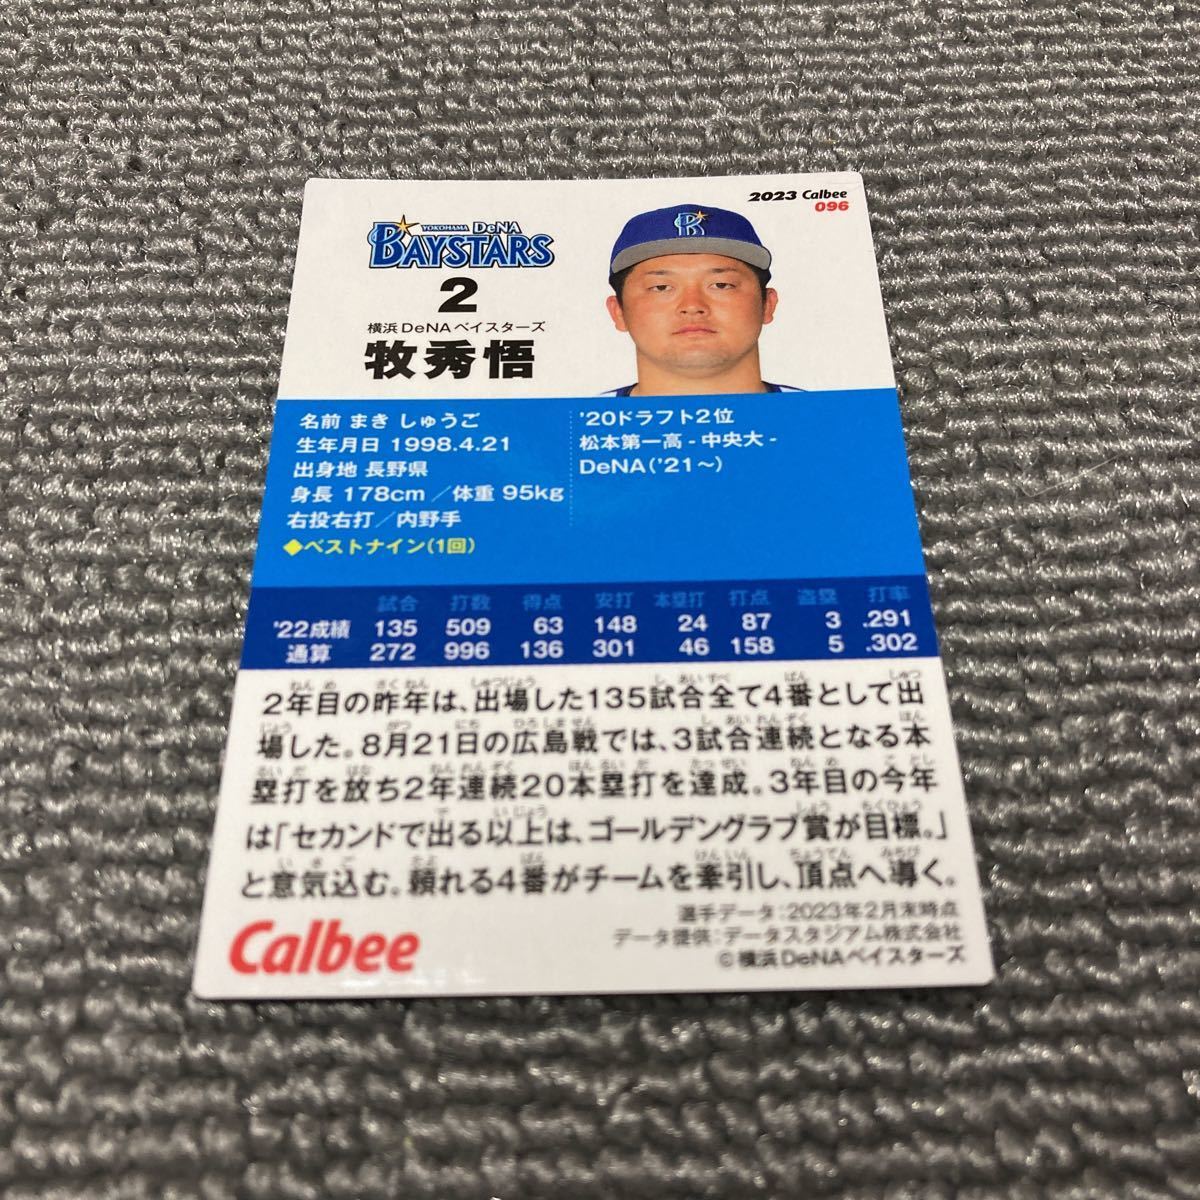 2023 Calbee
096
YOKOHAMA DeNA
BAYSTARS
2
横浜DeNAベイスターズ
牧秀悟
名前 まき しゅうご
生年月日 1998.4.21
出身地 長野県
身長 178cm／体重 95kg
右投右打／内野手
◆ベストナイン(1回)
'20ドラフト2位
松本第一高 - 中央大 -
DeNA('21～)
試合 打数 得点 安打 本塁打 打点 盗塁 打率
'22成績 135 509 63 148 24 87 3 .291
通算 272 996 136 301 46 158 5 .302
2年目の昨年は、出場した135試合全て4番として出
場した。8月21日の広島戦では、3試合連続となる本
塁打を放ち2年連続20本塁打を達成。3年目の今年
は「セカンドで出る以上は、ゴールデングラブ賞が目標。」
と意気込む。頼れる4番がチームを牽引し、頂点へ導く。
Calbee
選手データ：2023年2月末時点
データ提供：データスタジアム株式会社
©横浜DeNAベイスターズ